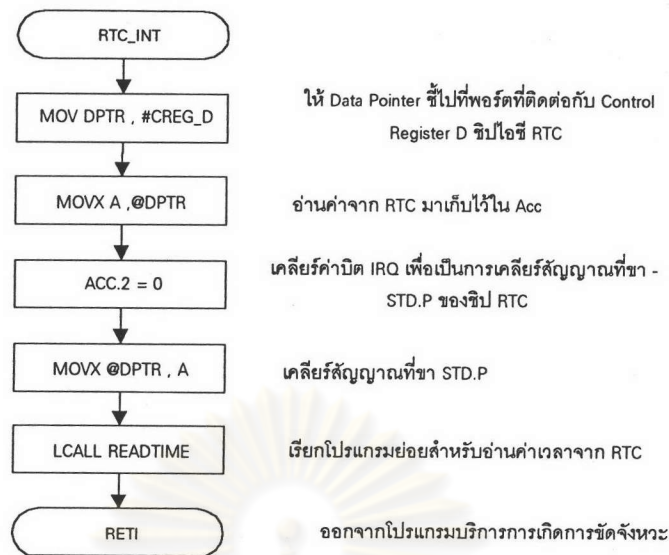 RTC_INT
MOV DPTR , #CREG_D
ให้ Data Pointer ชี้ไปที่พอร์ตที่ติดต่อกับ Control
Register D ชิปไอซี RTC
MOVX A ,@DPTR
อ่านค่าจาก RTC มาเก็บไว้ใน Acc
ACC.2 = 0
เคลียร์ค่าบิต IRQ เพื่อเป็นการเคลียร์สัญญาณที่ขา -
STD.P ของชิป RTC
MOVX @DPTR , A
เคลียร์สัญญาณที่ขา STD.P
LCALL READTIME
เรียกโปรแกรมย่อยสำหรับอ่านค่าเวลาจาก RTC
RETI
ออกจากโปรแกรมบริการการเกิดการขัดจังหวะ